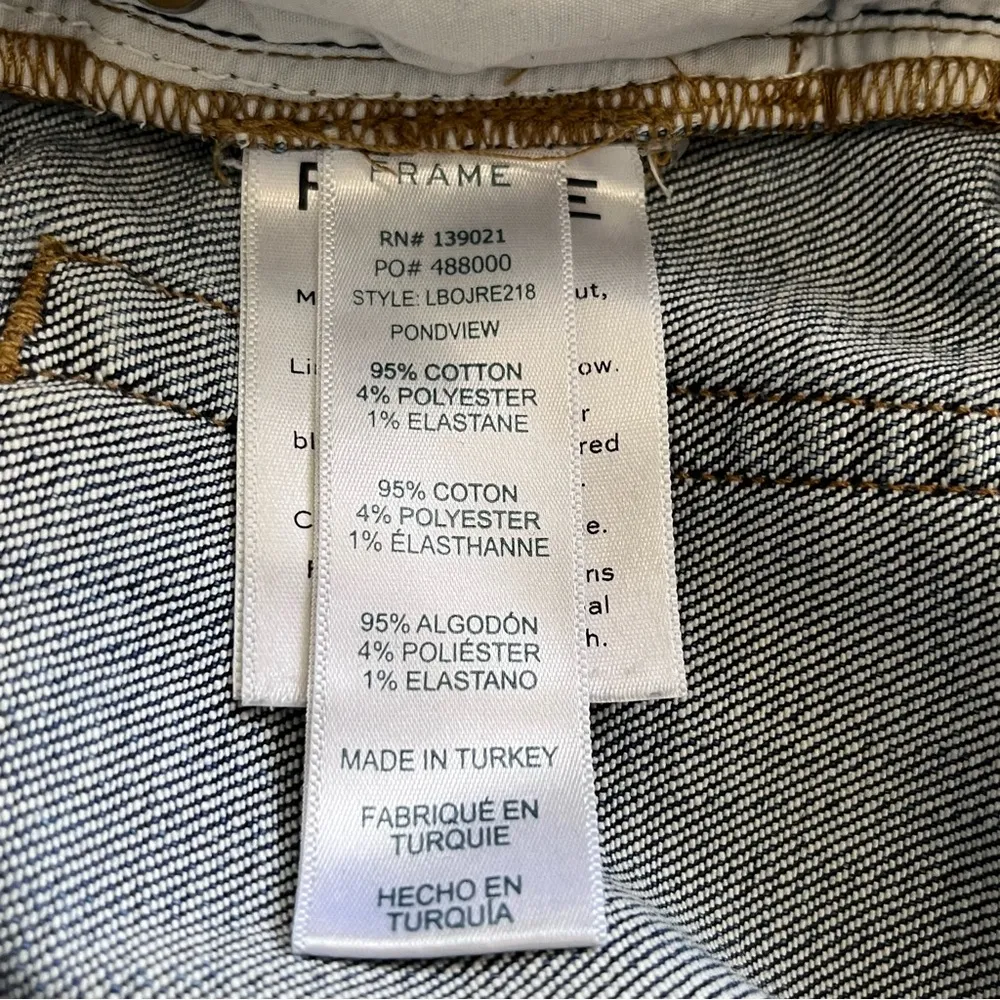 FRAME
RN# 139021
PO# 488000
STYLE: LBOJRE218
PONDVIEW
95% COTTON
4% POLYESTER
1% ELASTANE
95% COTON
4% POLYESTER
1% ÉLASTHANNE
95% ALGODÓN
4% POLIÉSTER
1% ELASTANO
MADE IN TURKEY
FABRIQUÉ EN
TURQUIE
HECHO EN
TURQUÍA